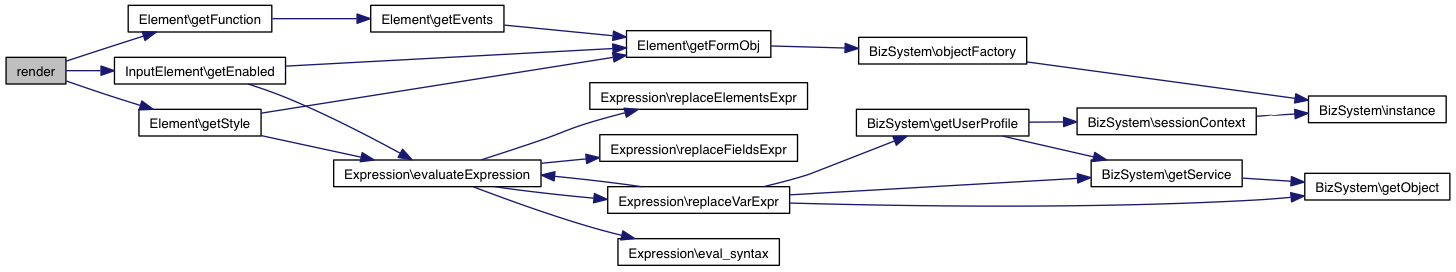 render
Element\getFunction
Element\getEvents
InputElement\getEnabled
Element\getStyle
Element\getFormObj
BizSystem\objectFactory
BizSystem\instance
Expression\evaluateExpression
Expression\replaceElementsExpr
Expression\replaceFieldsExpr
Expression\replaceVarExpr
Expression\eval_syntax
BizSystem\getUserProfile
BizSystem\sessionContext
BizSystem\getService
BizSystem\getObject